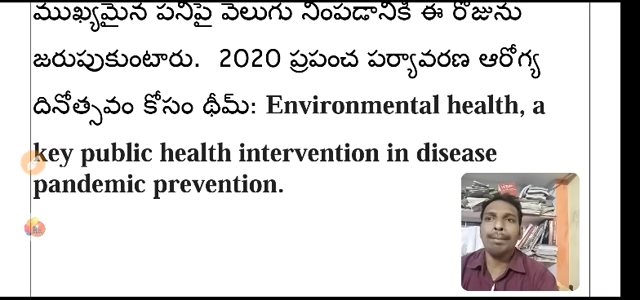 ముఖ్యమైన పనిపై వెలుగు నింపడానికి ఈ రోజును
జరుపుకుంటారు. 2020 ప్రపంచ పర్యావరణ ఆరోగ్య
దినోత్సవం కోసం థీమ్: Environmental health, a
key public health intervention in disease
pandemic prevention.